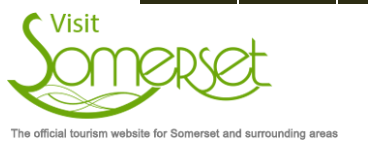 Visit
Somerset
The official tourism website for Somerset and surrounding areas